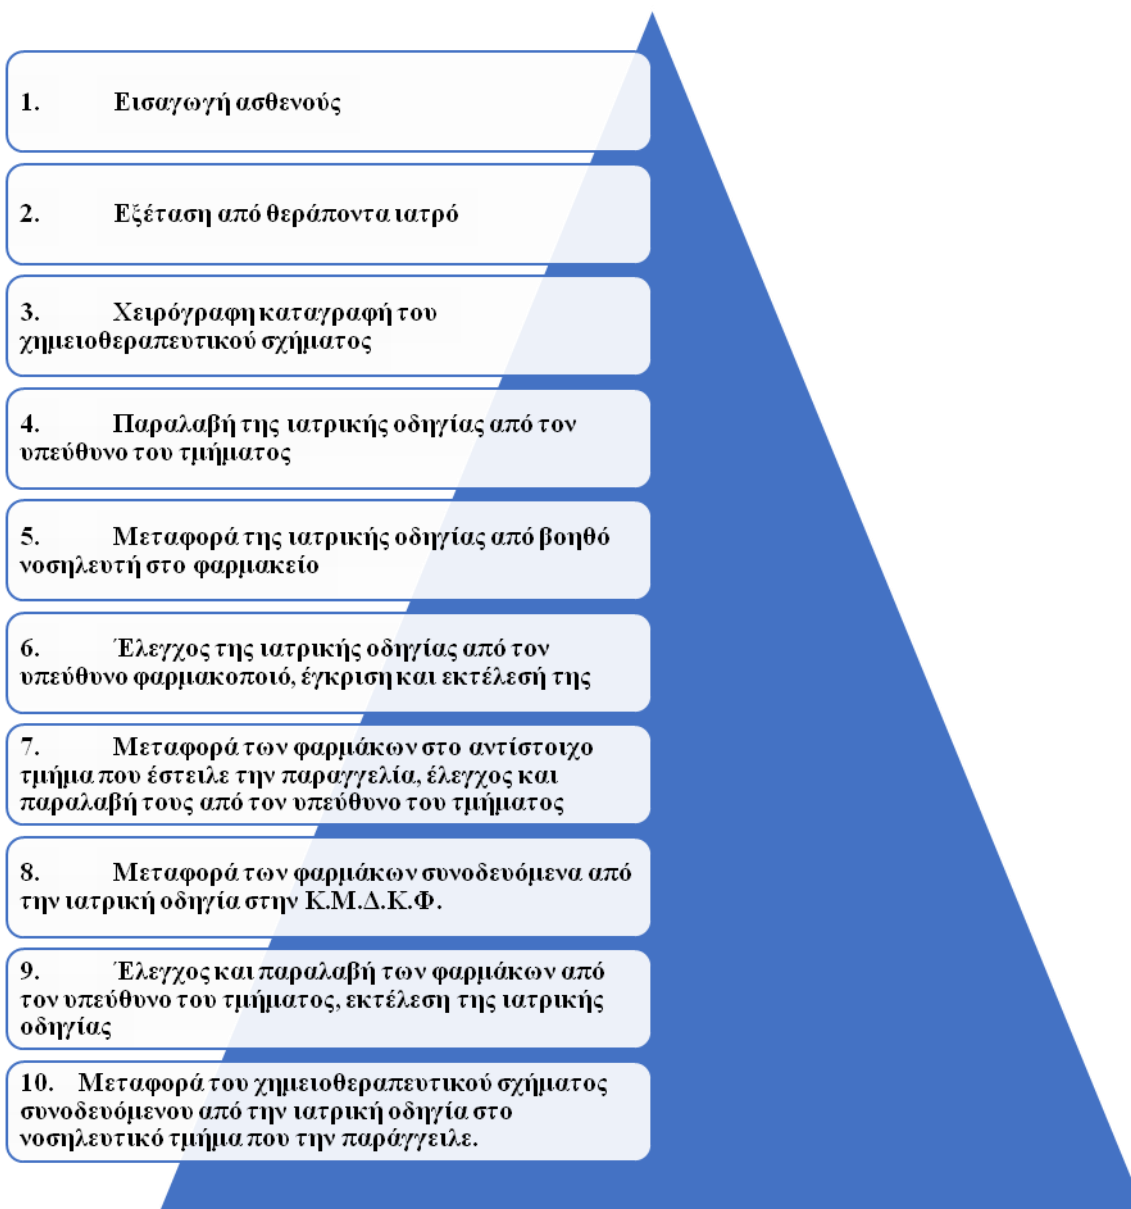 1. Εισαγωγή ασθενούς
2. Εξέταση από θεράποντα ιατρό
3. Χειρόγραφη καταγραφή του
χημειοθεραπευτικού σχήματος
4. Παραλαβή της ιατρικής οδηγίας από τον
υπεύθυνο του τμήματος
5. Μεταφορά της ιατρικής οδηγίας από βοηθό
νοσηλευτή στο φαρμακείο
6. Έλεγχος της ιατρικής οδηγίας από τον
υπεύθυνο φαρμακοποιό, έγκριση και εκτέλεσή της
7. Μεταφορά των φαρμάκων στο αντίστοιχο
τμήμα που έστειλε την παραγγελία, έλεγχος και
παραλαβή τους από τον υπεύθυνο του τμήματος
8. Μεταφορά των φαρμάκων συνοδευόμενα από
την ιατρική οδηγία στην Κ.Μ.Δ.Κ.Φ.
9. Έλεγχος και παραλαβή των φαρμάκων από
τον υπεύθυνο του τμήματος, εκτέλεση της ιατρικής
οδηγίας
10. Μεταφορά του χημειοθεραπευτικού σχήματος
συνοδευόμενου από την ιατρική οδηγία στο
νοσηλευτικό τμήμα που την παράγγειλε.